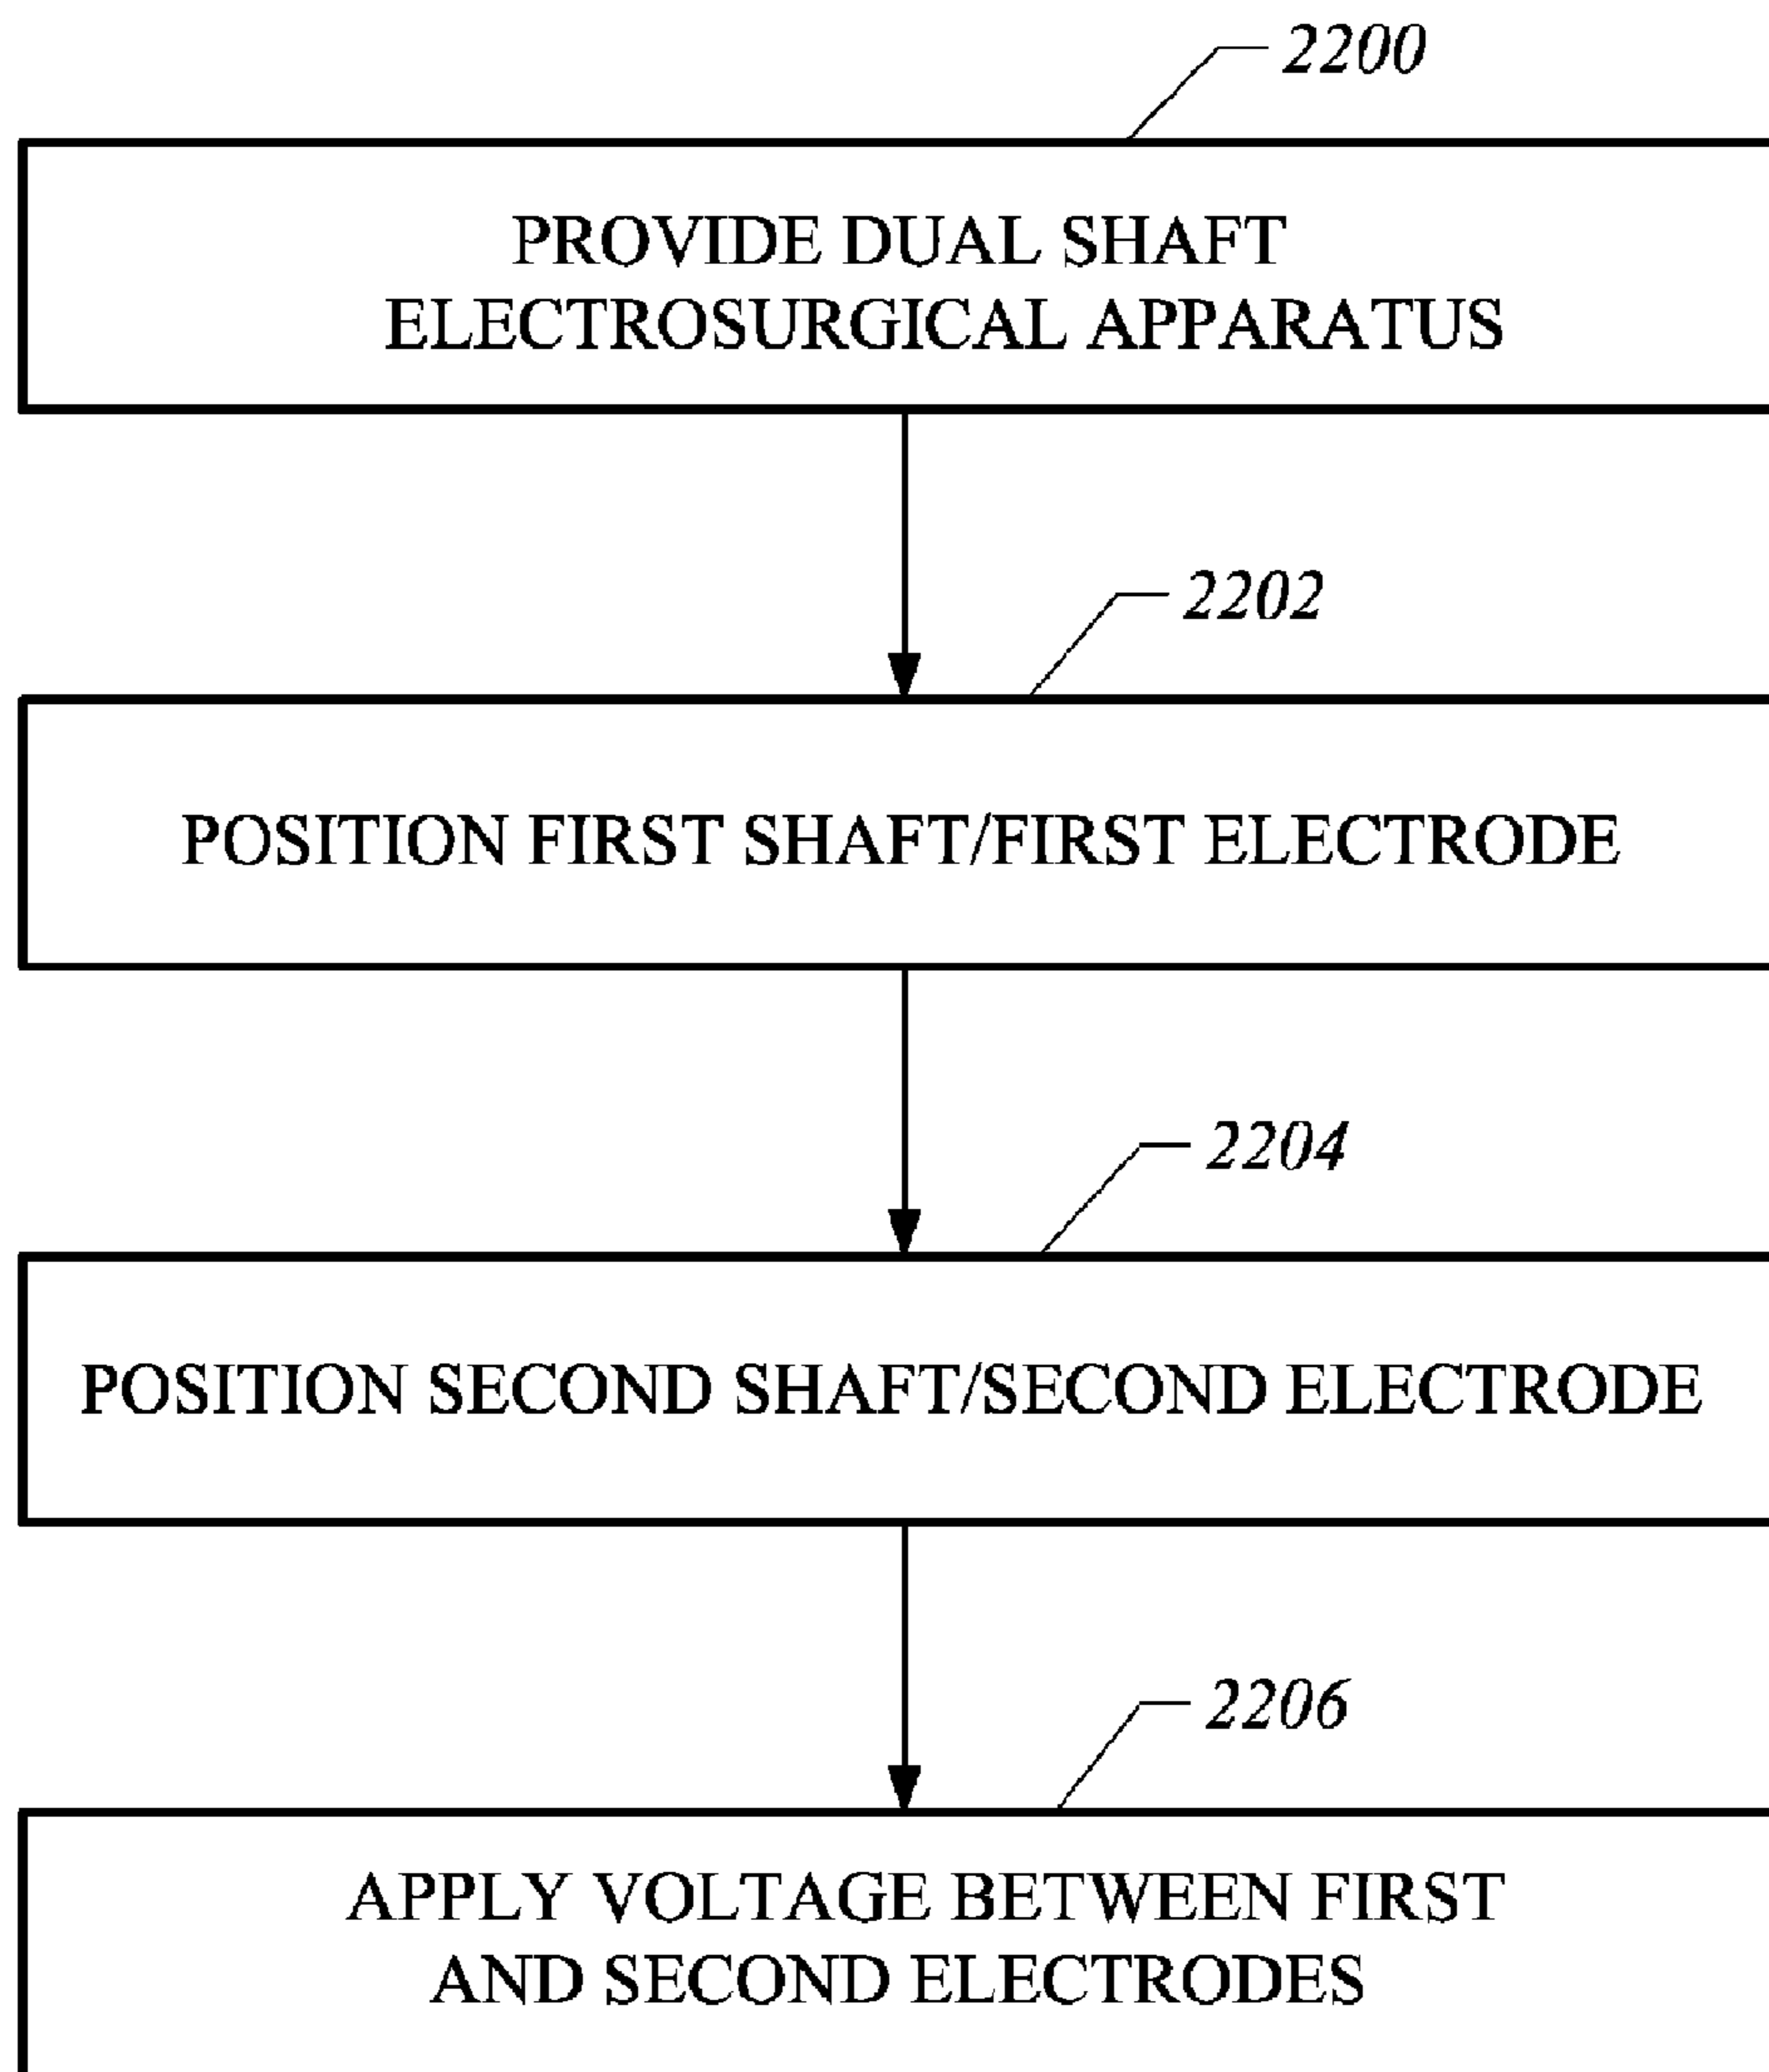 2200
PROVIDE DUAL SHAFT
ELECTROSURGICAL APPARATUS
2202
POSITION FIRST SHAFT/FIRST ELECTRODE
2204
POSITION SECOND SHAFT/SECOND ELECTRODE
2206
APPLY VOLTAGE BETWEEN FIRST
AND SECOND ELECTRODES